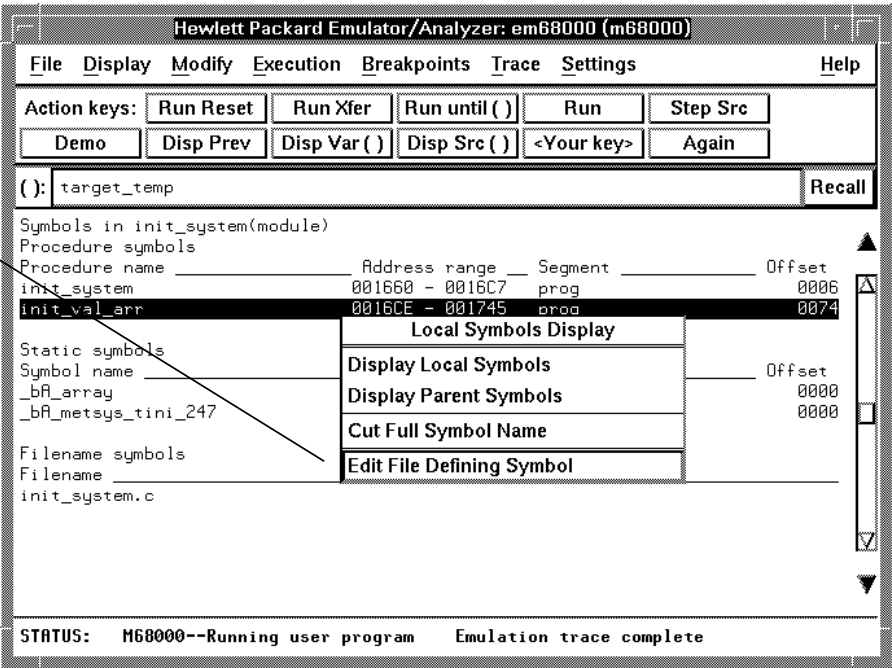 Hewlett Packard Emulator/Analyzer: em68000 (m68000)
File Display Modify Execution Breakpoints Trace Settings Help
Action keys: Run Reset Run Xfer Run until ( ) Run Step Src
Demo Disp Prev Disp Var ( ) Disp Src ( ) <Your key> Again
( ): target_temp Recall
Symbols in init_system(module)
Procedure symbols
Procedure name ____________ Address range __ Segment ____________ Offset
init_system 001660 - 0016C7 prog 0006
init_val_arr 0016CE - 001745 prog 0074
Local Symbols Display
Static symbols
Display Local Symbols
Symbol name ____________ Offset
_bA_array 0000
Display Parent Symbols
_bA_metsys_tini_247 0000
Cut Full Symbol Name
Filename symbols
Edit File Defining Symbol
Filename ____________
init_system.c
STATUS: M68000--Running user program Emulation trace complete